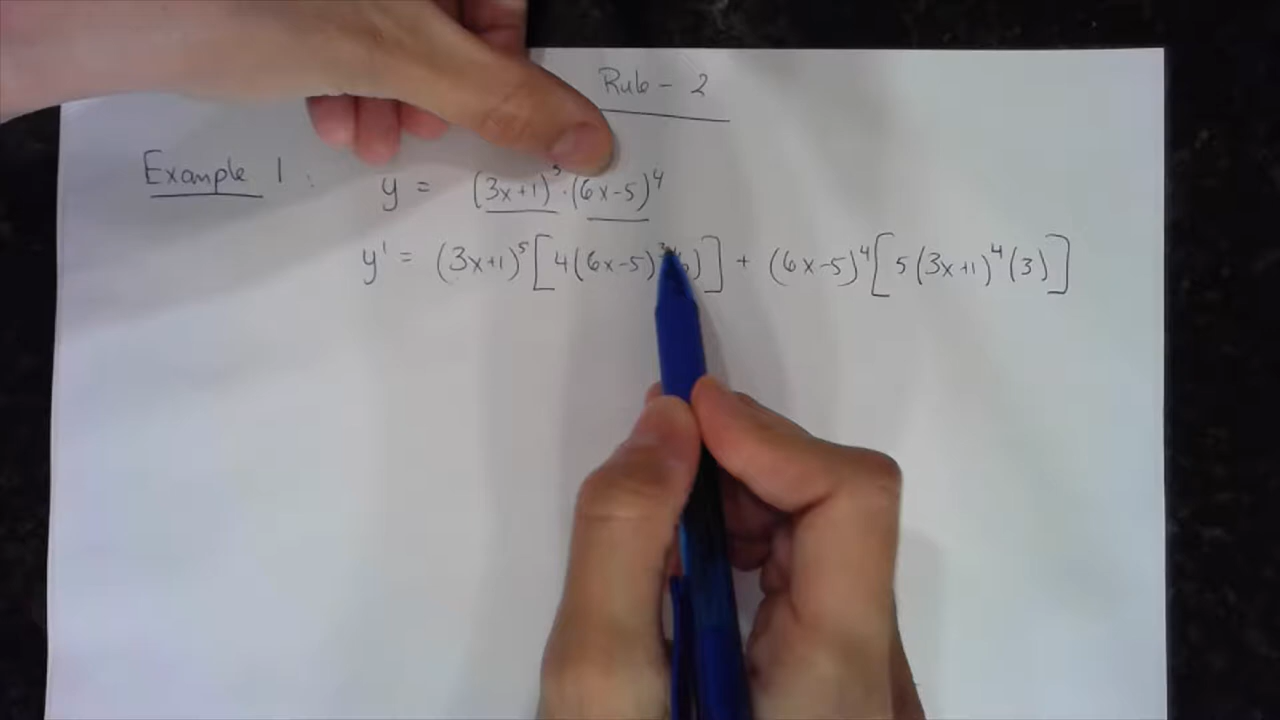 Rule - 2
Example 1: y = (3x+1)⁵·(6x-5)⁴
y' = (3x+1)⁵[4(6x-5)³(6)] + (6x-5)⁴[5(3x+1)⁴(3)]